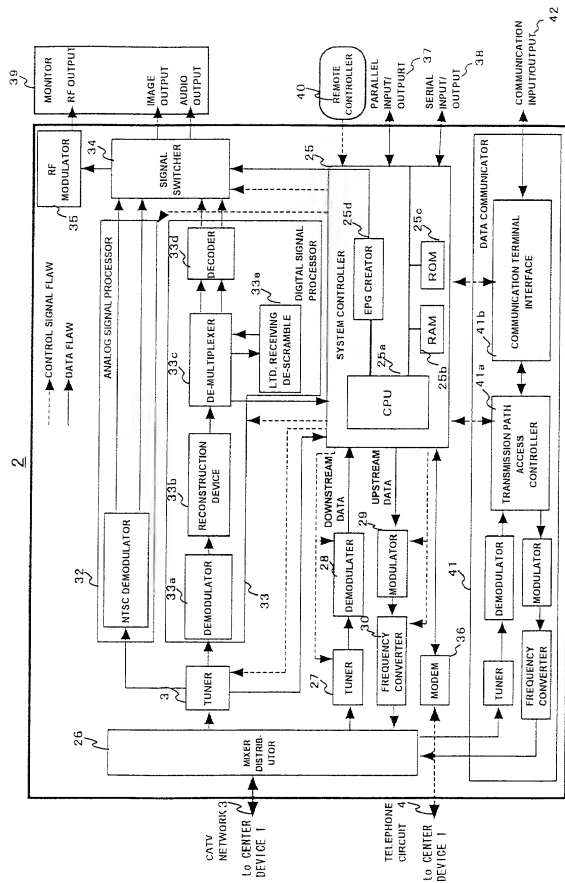 2
CONTROL SIGNAL FLAW
DATA FLAW
39
MONITOR
RF OUTPUT
IMAGE
OUTPUT
AUDIO
OUTPUT
35
RF
MODULATOR
34
SIGNAL
SWITCHER
ANALOG SIGNAL PROCESSOR
32
NTSC DEMODULATOR
33
33a
DEMODULATOR
33b
RECONSTRUCTION
DEVICE
33c
DE-MULTIPLEXER
33d
DECODER
33e
LTD. RECEIVING
DE-SCRAMBLE
DIGITAL SIGNAL
PROCESSOR
40
REMOTE
CONTROLLER
PARALLEL
INPUT/
OUTPURT
37
SERIAL
INPUT/
OUTPUT
38
25
SYSTEM CONTROLLER
25a
CPU
25d
EPG CREATOR
25b
RAM
25c
ROM
26
MIXER
DISTRIB-
UTOR
3
TUNER
27
TUNER
28
DEMODULATER
DOWNSTREAM
DATA
UPSTREAM
DATA
29
MODULATOR
30
FREQUENCY
CONVERTER
36
MODEM
CATV
NETWORK
3
to CENTER
DEVICE 1
TELEPHONE
CIRCUIT
4
to CENTER
DEVICE 1
41
TUNER
DEMODULATOR
FREQUENCY
CONVERTER
MODULATOR
41a
TRANSMISSION PATH
ACCESS
CONTROLLER
41b
COMMUNICATION TERMINAL
INTERFACE
DATA COMMUNICATOR
COMMUNICATION
INPUT/OUTPUT
42